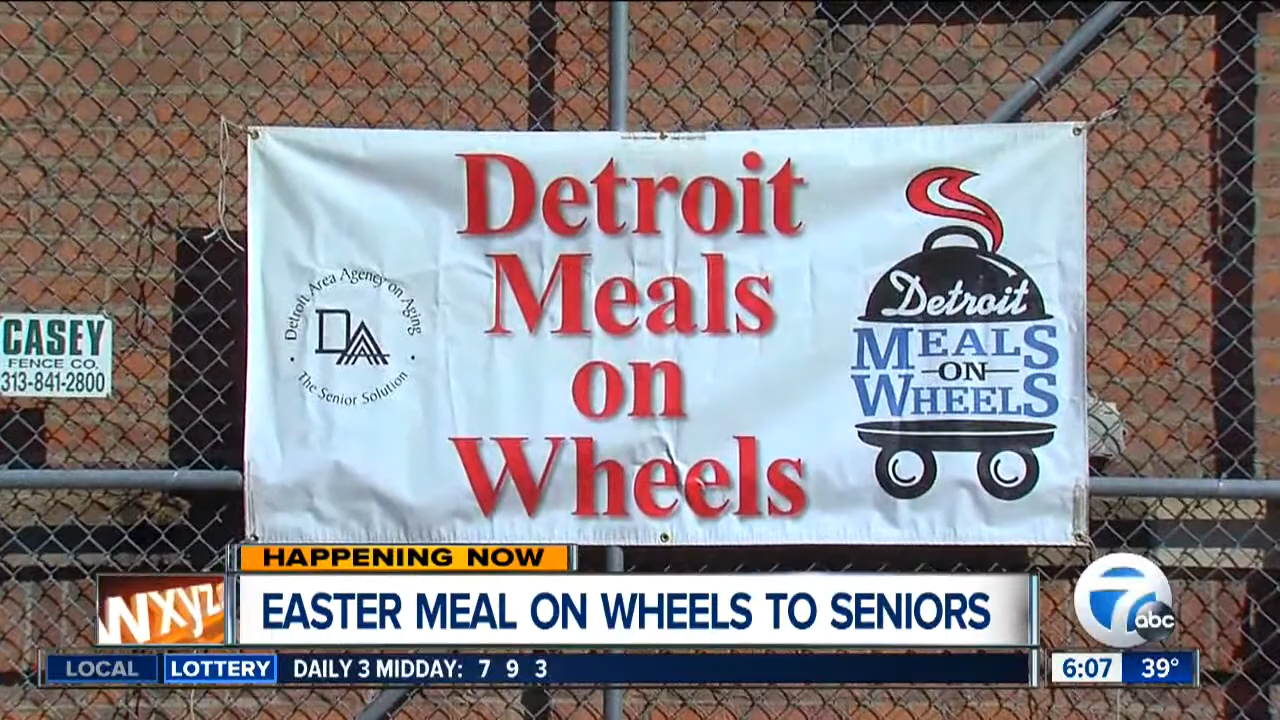 Detroit
Meals
on
Wheels
Detroit Area Agency on Aging
DAAA
The Senior Solution
Detroit
MEALS
ON
WHEELS
CASEY
FENCE CO.
313-841-2800
HAPPENING NOW
WXYZ
EASTER MEAL ON WHEELS TO SENIORS
7
abc
LOCAL
LOTTERY
DAILY 3 MIDDAY: 7 9 3
6:07
39°